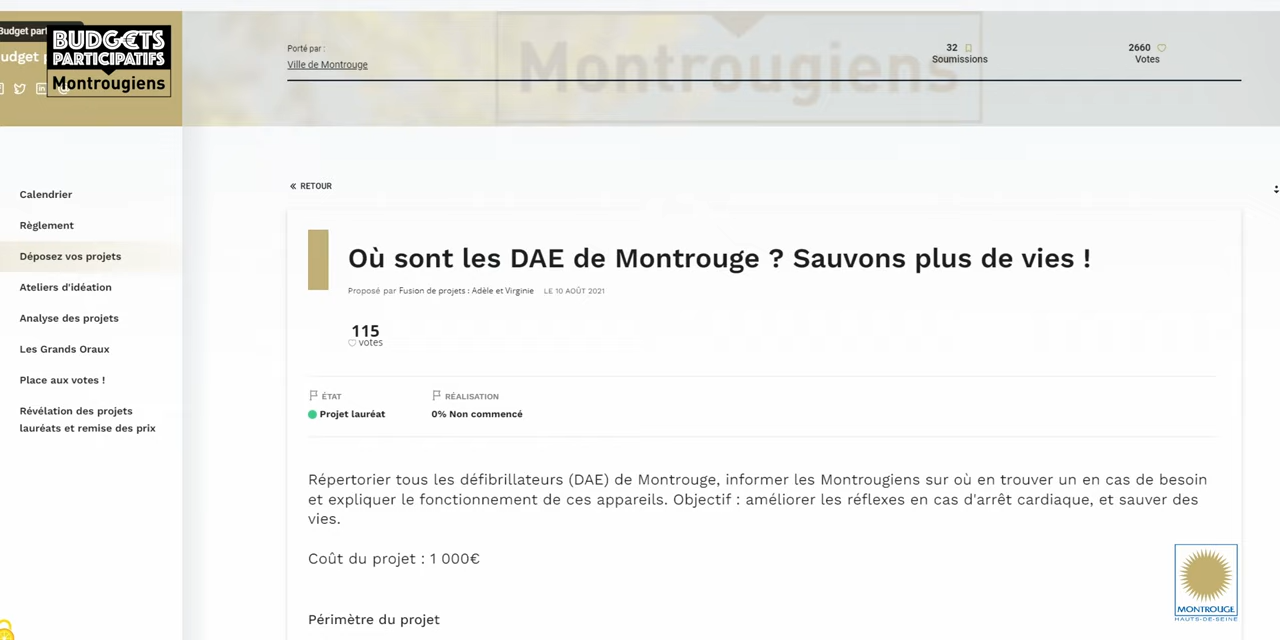 Budget par
udget
BUDGETS
PARTICIPATIFS
Montrougiens
Montrougiens
Porté par :
Ville de Montrouge
32
Soumissions
2660
Votes
Calendrier
Règlement
Déposez vos projets
Ateliers d'idéation
Analyse des projets
Les Grands Oraux
Place aux votes !
Révélation des projets
lauréats et remise des prix
RETOUR
Où sont les DAE de Montrouge ? Sauvons plus de vies !
Proposé par Fusion de projets : Adèle et Virginie LE 10 AOÛT 2021
115
votes
ÉTAT
Projet lauréat
RÉALISATION
0% Non commencé
Répertorier tous les défibrillateurs (DAE) de Montrouge, informer les Montrougiens sur où en trouver un en cas de besoin
et expliquer le fonctionnement de ces appareils. Objectif : améliorer les réflexes en cas d'arrêt cardiaque, et sauver des
vies.
Coût du projet : 1 000€
Périmètre du projet
MONTROUGE
HAUTS-DE-SEINE